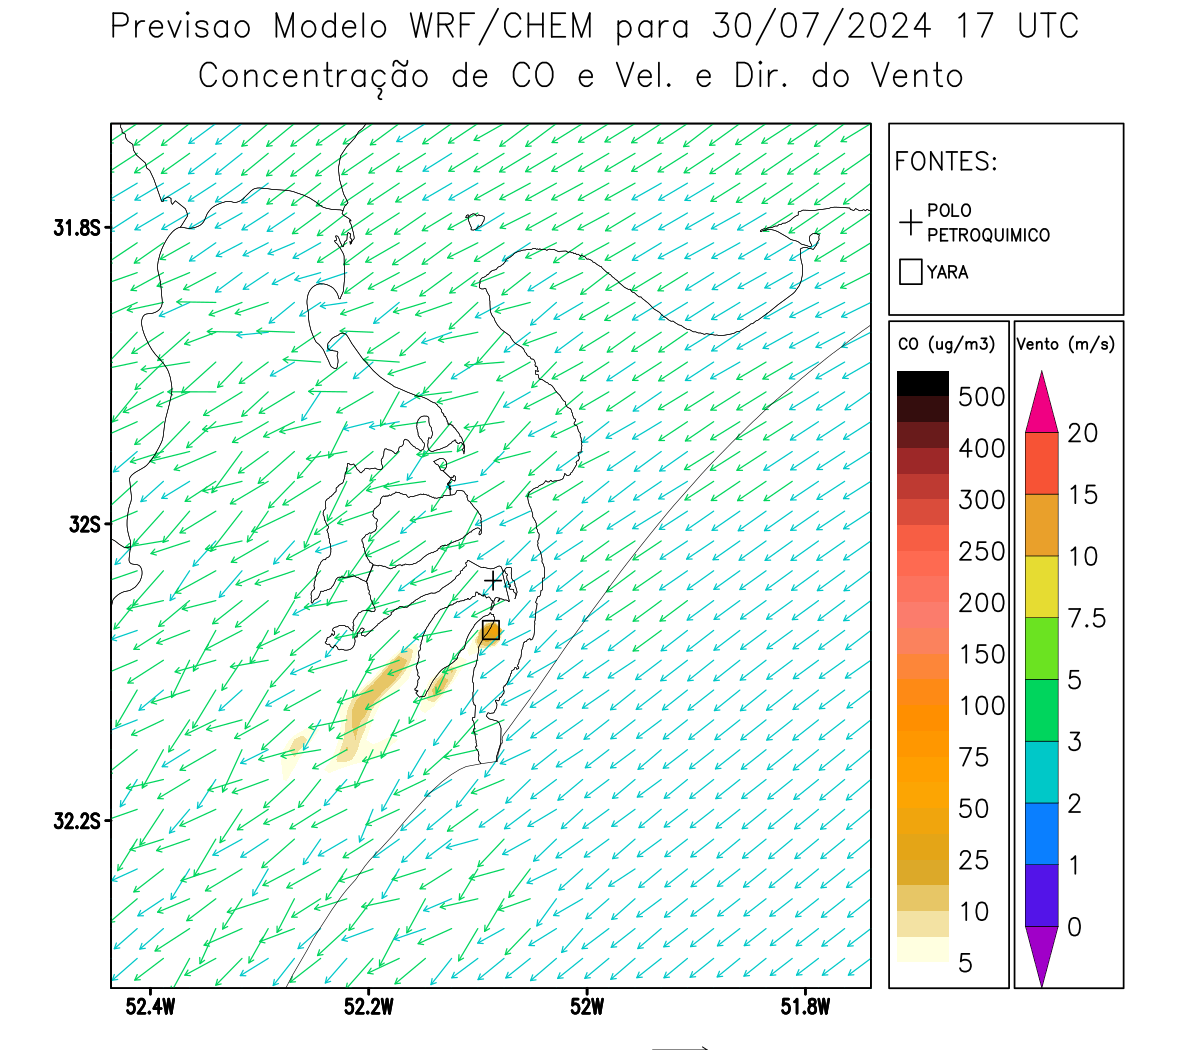 Previsao Modelo WRF/CHEM para 30/07/2024 17 UTC
Concentração de CO e Vel. e Dir. do Vento
FONTES:
POLO
PETROQUIMICO
YARA
31.8S
32S
32.2S
52.4W
52.2W
52W
51.8W
CO (ug/m3)
500
400
300
250
200
150
100
75
50
25
10
5
Vento (m/s)
20
15
10
7.5
5
3
2
1
0